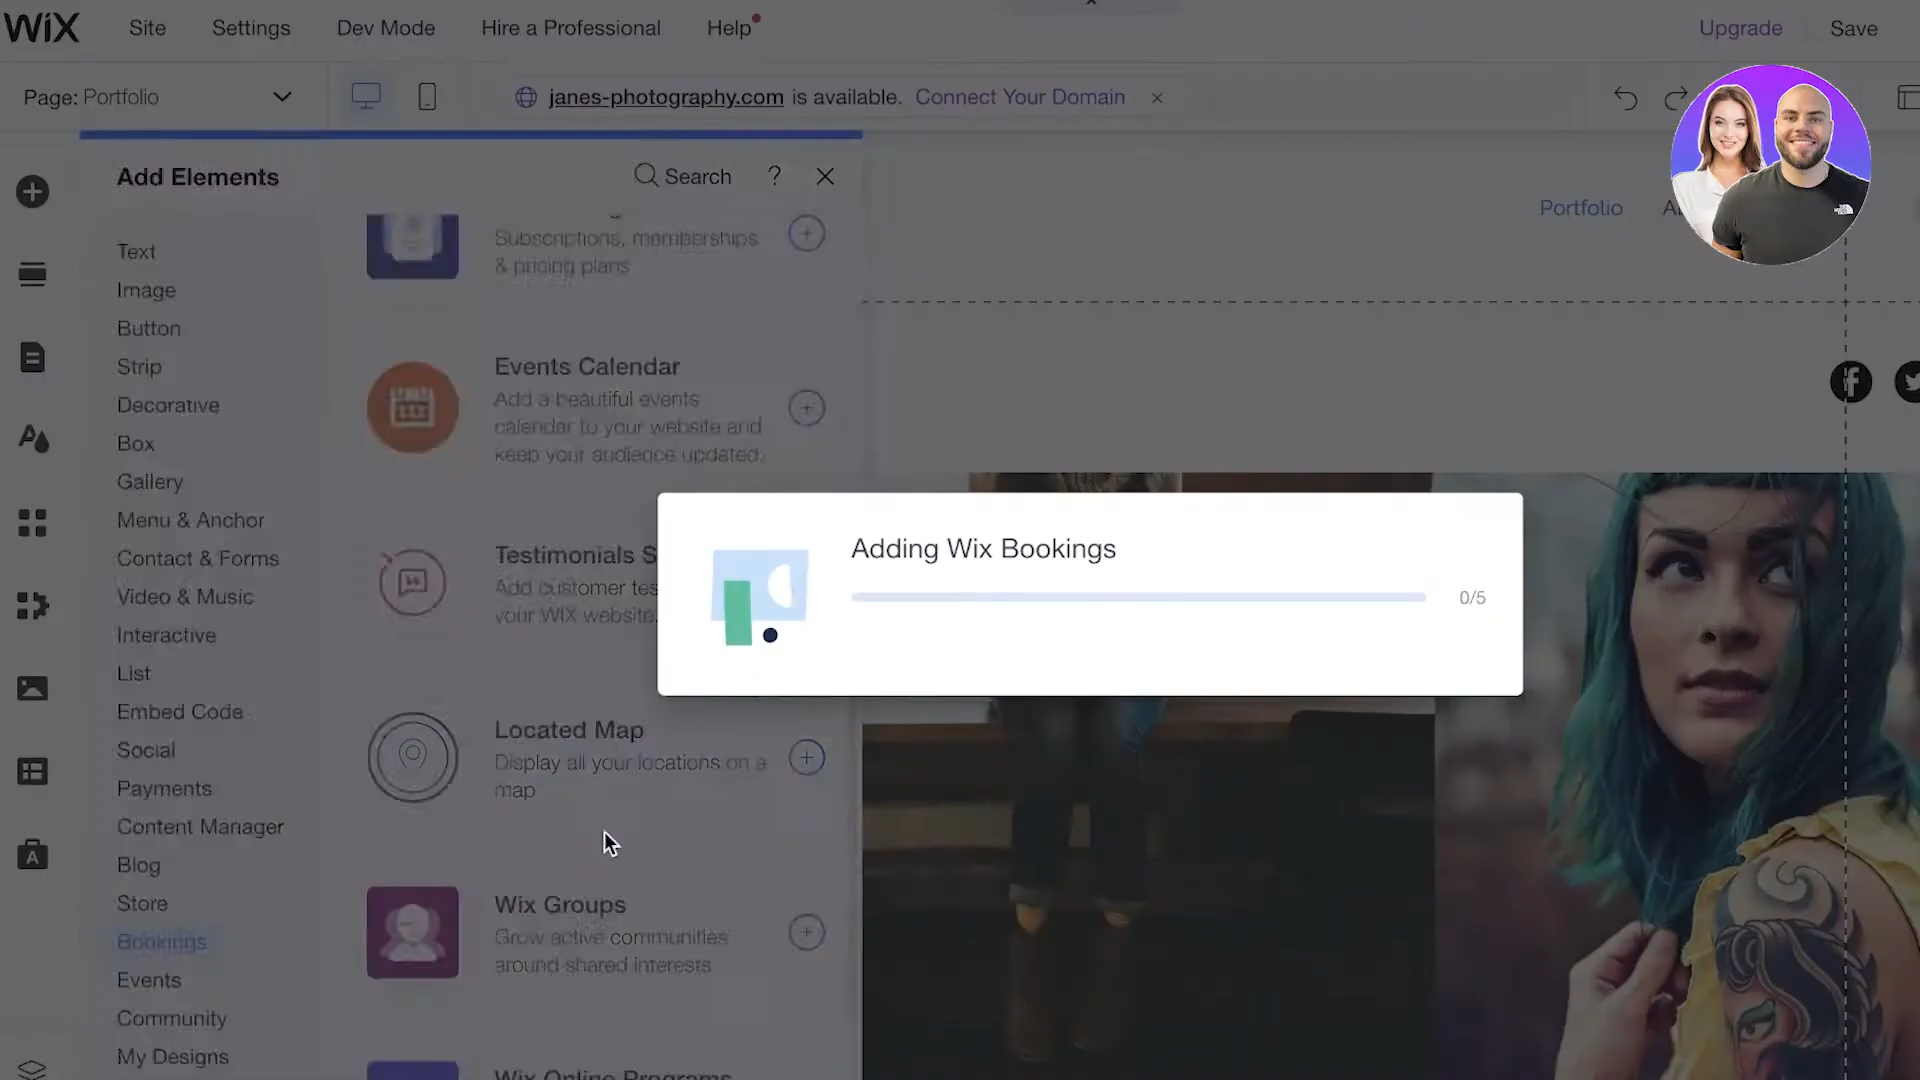 WiX
Site
Settings
Dev Mode
Hire a Professional
Help
Upgrade
Save
Page: Portfolio
janes-photography.com is available. Connect Your Domain
Add Elements
Search
?
Portfolio
Text
Image
Button
Strip
Decorative
Box
Gallery
Menu & Anchor
Contact & Forms
Video & Music
Interactive
List
Embed Code
Social
Payments
Content Manager
Blog
Store
Bookings
Events
Community
My Designs
Subscriptions, memberships
& pricing plans
Events Calendar
Add a beautiful events
calendar to your website and
keep your audience updated.
Testimonials S
Add customer tes
your WIX website.
Located Map
Display all your locations on a
map
Wix Groups
Grow active communities
around shared interests
Wix Online Programs
Adding Wix Bookings
0/5